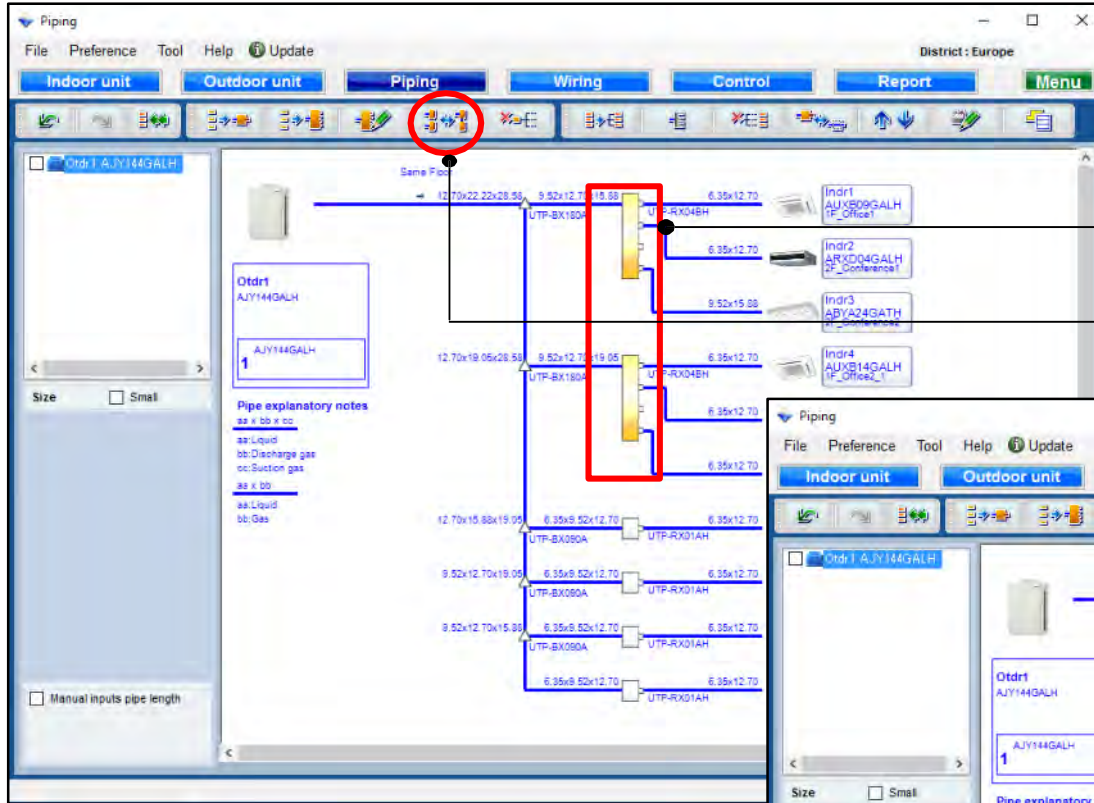 Piping
File Preference Tool Help Update
District : Europe
Indoor unit Outdoor unit Piping Wiring Control Report Menu
Otdr1 AJY144GALH
Size Small
Manual inputs pipe length
Same Floor
12.70x22.22x28.58 9.52x12.70x15.88 6.35x12.70
UTP-BX180A UTP-RX04BH
Indr1
AUXB09GALH
1F_Office1
6.35x12.70
Indr2
ARXD04GALH
2F_Conference1
9.52x15.88
Indr3
ABYA24GATH
2F_Conference2
Otdr1
AJY144GALH
AJY144GALH
1
12.70x19.05x28.58 9.52x12.70x19.05 6.35x12.70
UTP-BX180A UTP-RX04BH
Indr4
AUXB14GALH
1F_Office2_1
6.35x12.70
6.35x12.70
Pipe explanatory notes
aa x bb x cc
aa:Liquid
bb:Discharge gas
cc:Suction gas
aa x bb
aa:Liquid
bb:Gas
12.70x15.88x19.05 6.35x9.52x12.70 6.35x12.70
UTP-BX090A UTP-RX01AH
9.52x12.70x19.05 6.35x9.52x12.70 6.35x12.70
UTP-BX090A UTP-RX01AH
9.52x12.70x15.88 6.35x9.52x12.70 6.35x12.70
UTP-BX090A UTP-RX01AH
6.35x9.52x12.70 6.35x12.70
UTP-RX01AH
Piping
File Preference Tool Help Update
Indoor unit Outdoor unit
Otdr1 AJY144GALH
Otdr1
AJY144GALH
AJY144GALH
1
Size Small
Pipe explanatory